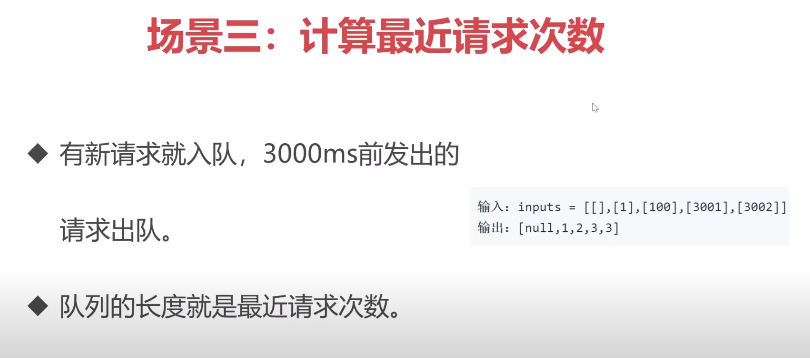 场景三：计算最近请求次数
◆ 有新请求就入队，3000ms前发出的
请求出队。
输入：inputs = [[],[1],[100],[3001],[3002]]
输出：[null,1,2,3,3]
◆ 队列的长度就是最近请求次数。